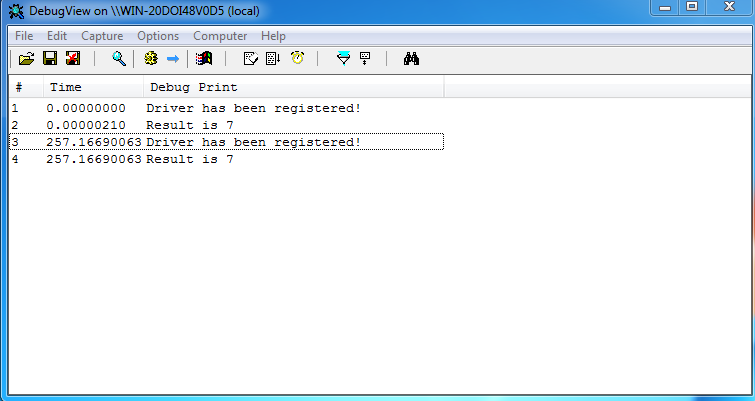 DebugView on \\WIN-20DOI48V0D5 (local)
File Edit Capture Options Computer Help
# Time Debug Print
1 0.00000000 Driver has been registered!
2 0.00000210 Result is 7
3 257.16690063 Driver has been registered!
4 257.16690063 Result is 7